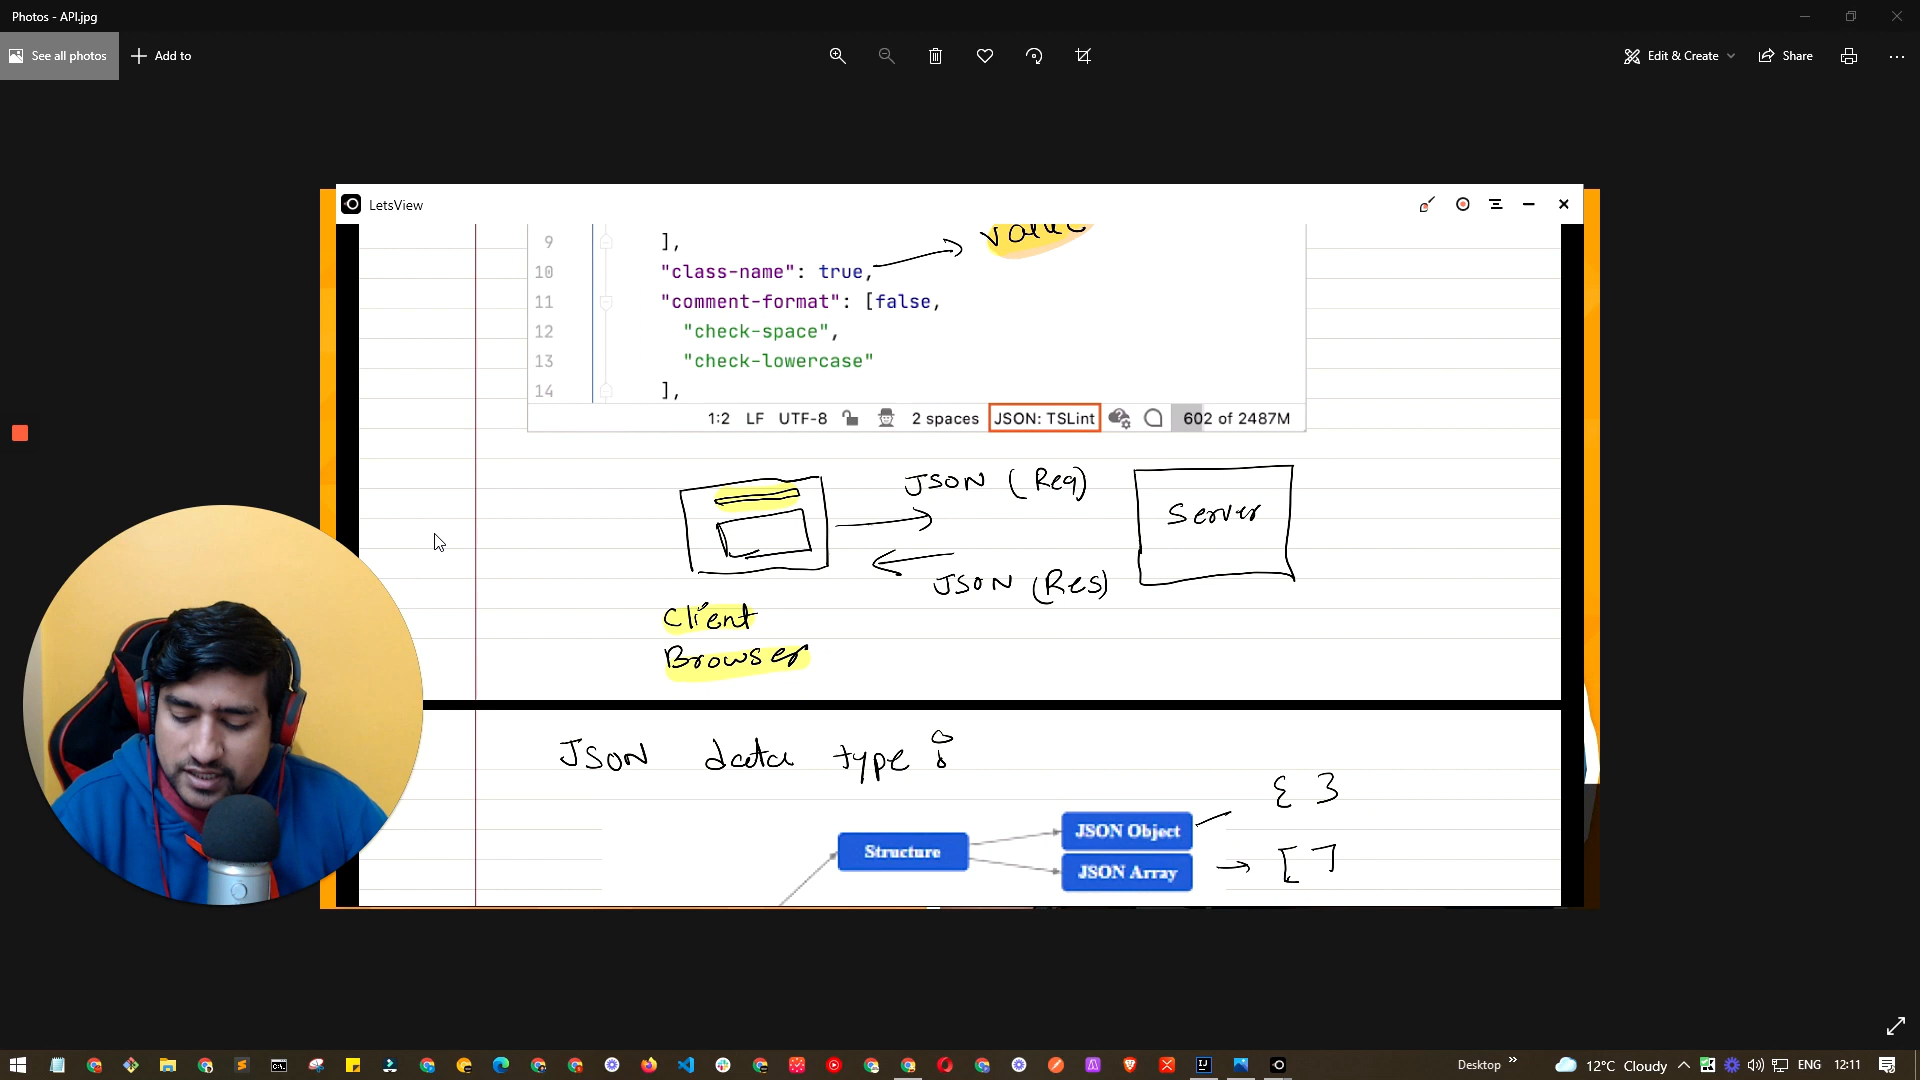 Photos - API.jpg
See all photos
Add to
Edit & Create
Share
LetsView
value
9 ],
10 "class-name": true,
11 "comment-format": [false,
12 "check-space",
13 "check-lowercase"
14 ],
1:2 LF UTF-8 2 spaces JSON: TSLint 602 of 2487M
JSON (Req)
Server
JSON (Res)
Client
Browser
JSON data type :
{ }
JSON Object
Structure
JSON Array
[ ]
Desktop
12°C Cloudy
ENG
12:11